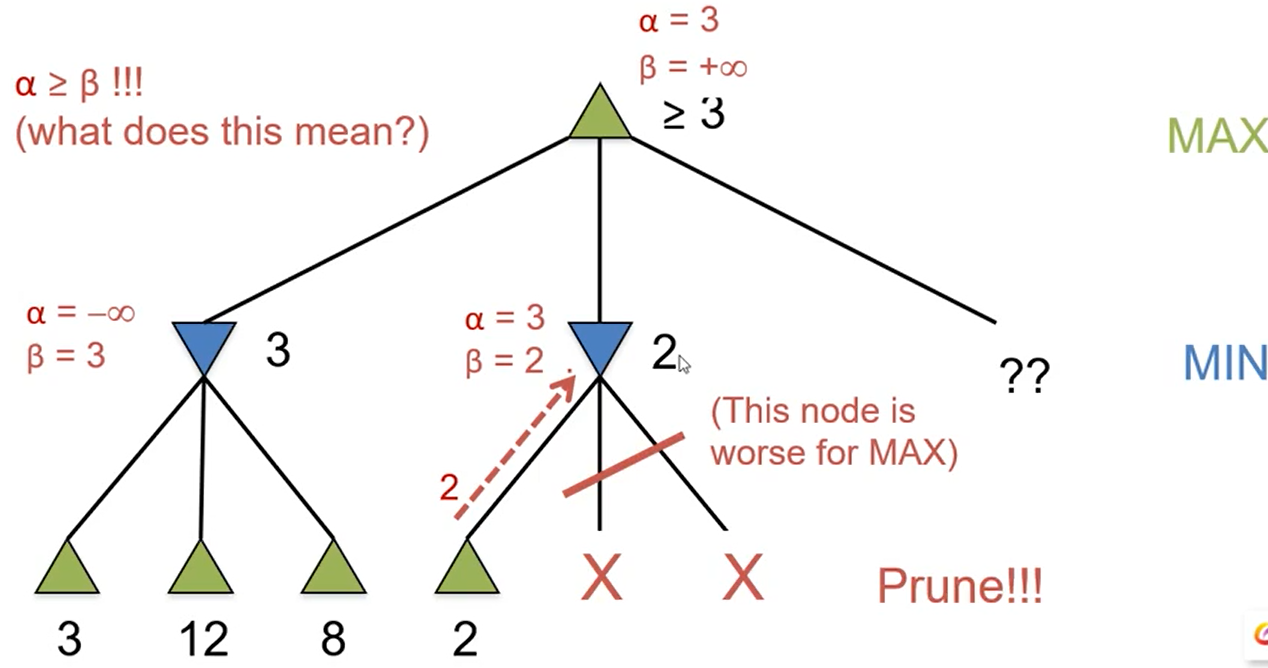 α = 3
β = +∞
≥ 3
α ≥ β !!!
(what does this mean?)
MAX
α = −∞
β = 3
3
α = 3
β = 2
2
??
MIN
(This node is
worse for MAX)
2
X
X
Prune!!!
3
12
8
2